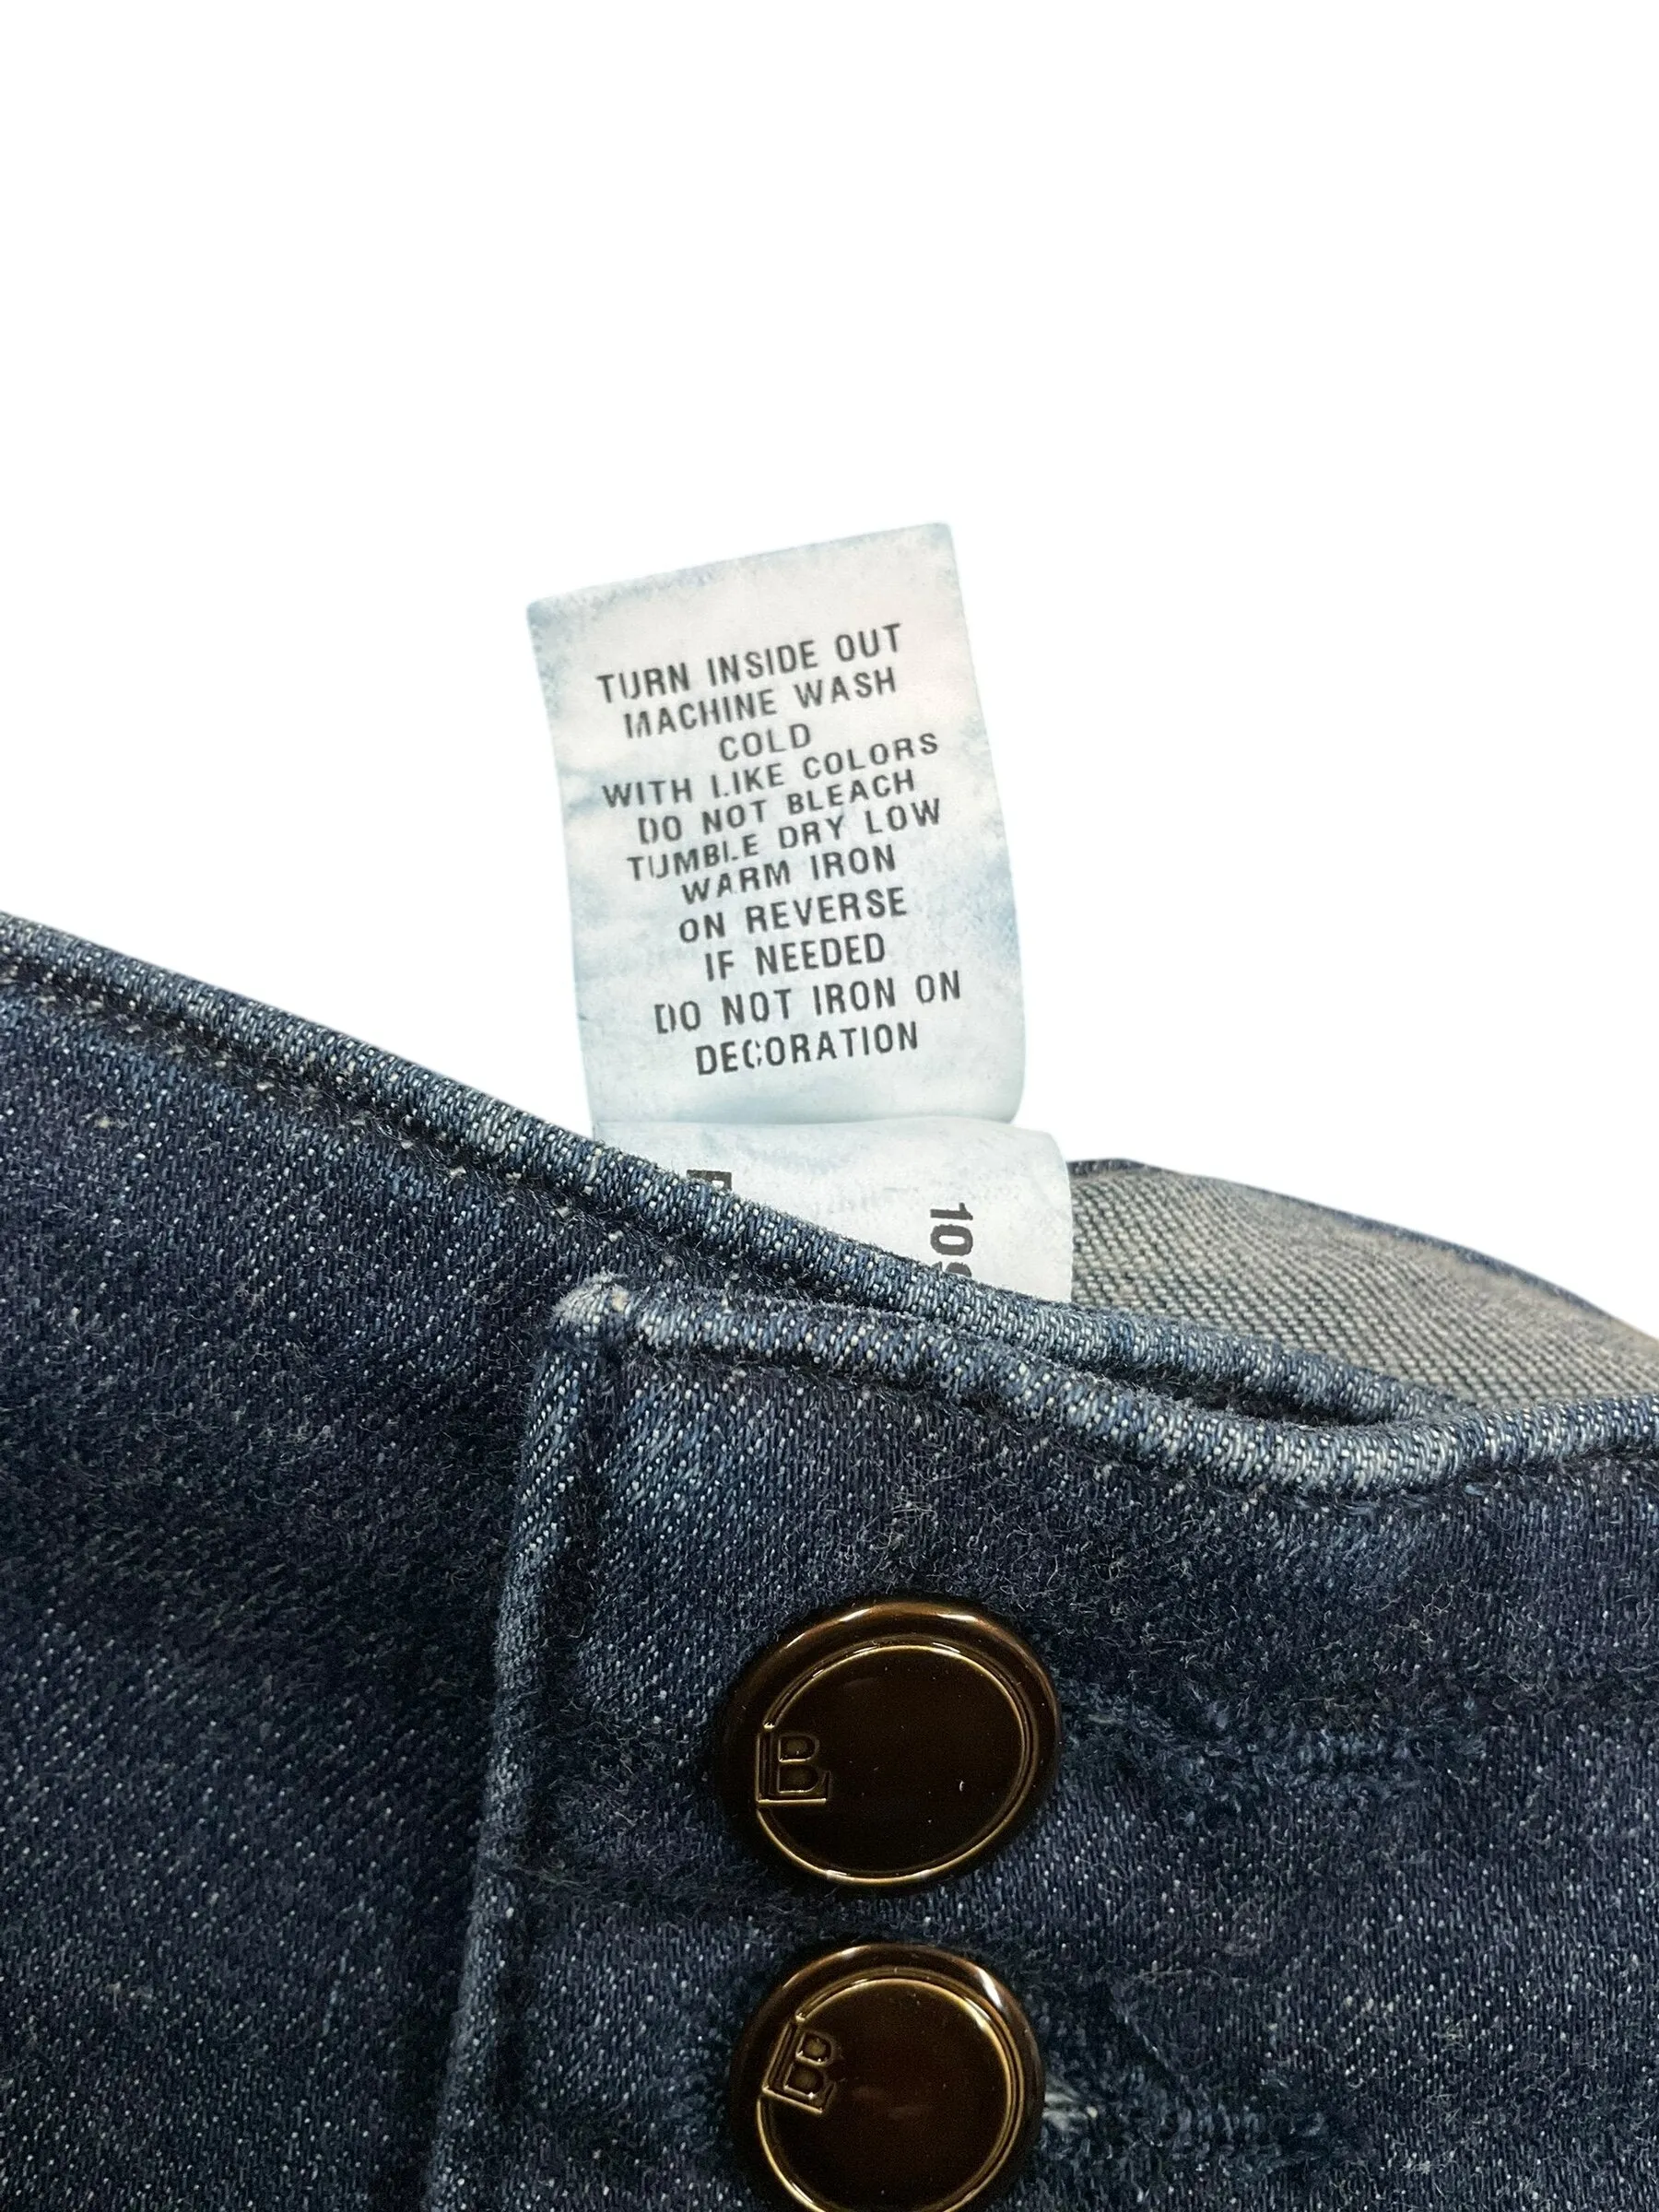 TURN INSIDE OUT
MACHINE WASH
COLD
WITH LIKE COLORS
DO NOT BLEACH
TUMBLE DRY LOW
WARM IRON
ON REVERSE
IF NEEDED
DO NOT IRON ON
DECORATION
B
B